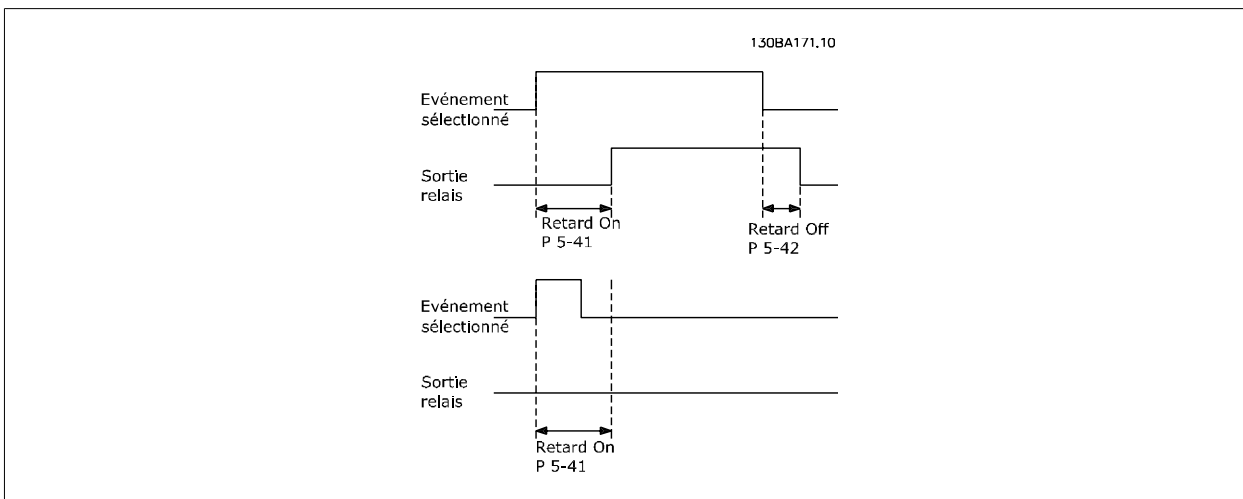 130BA171.10
Evénement
sélectionné
Sortie
relais
Retard On
P 5-41
Retard Off
P 5-42
Evénement
sélectionné
Sortie
relais
Retard On
P 5-41